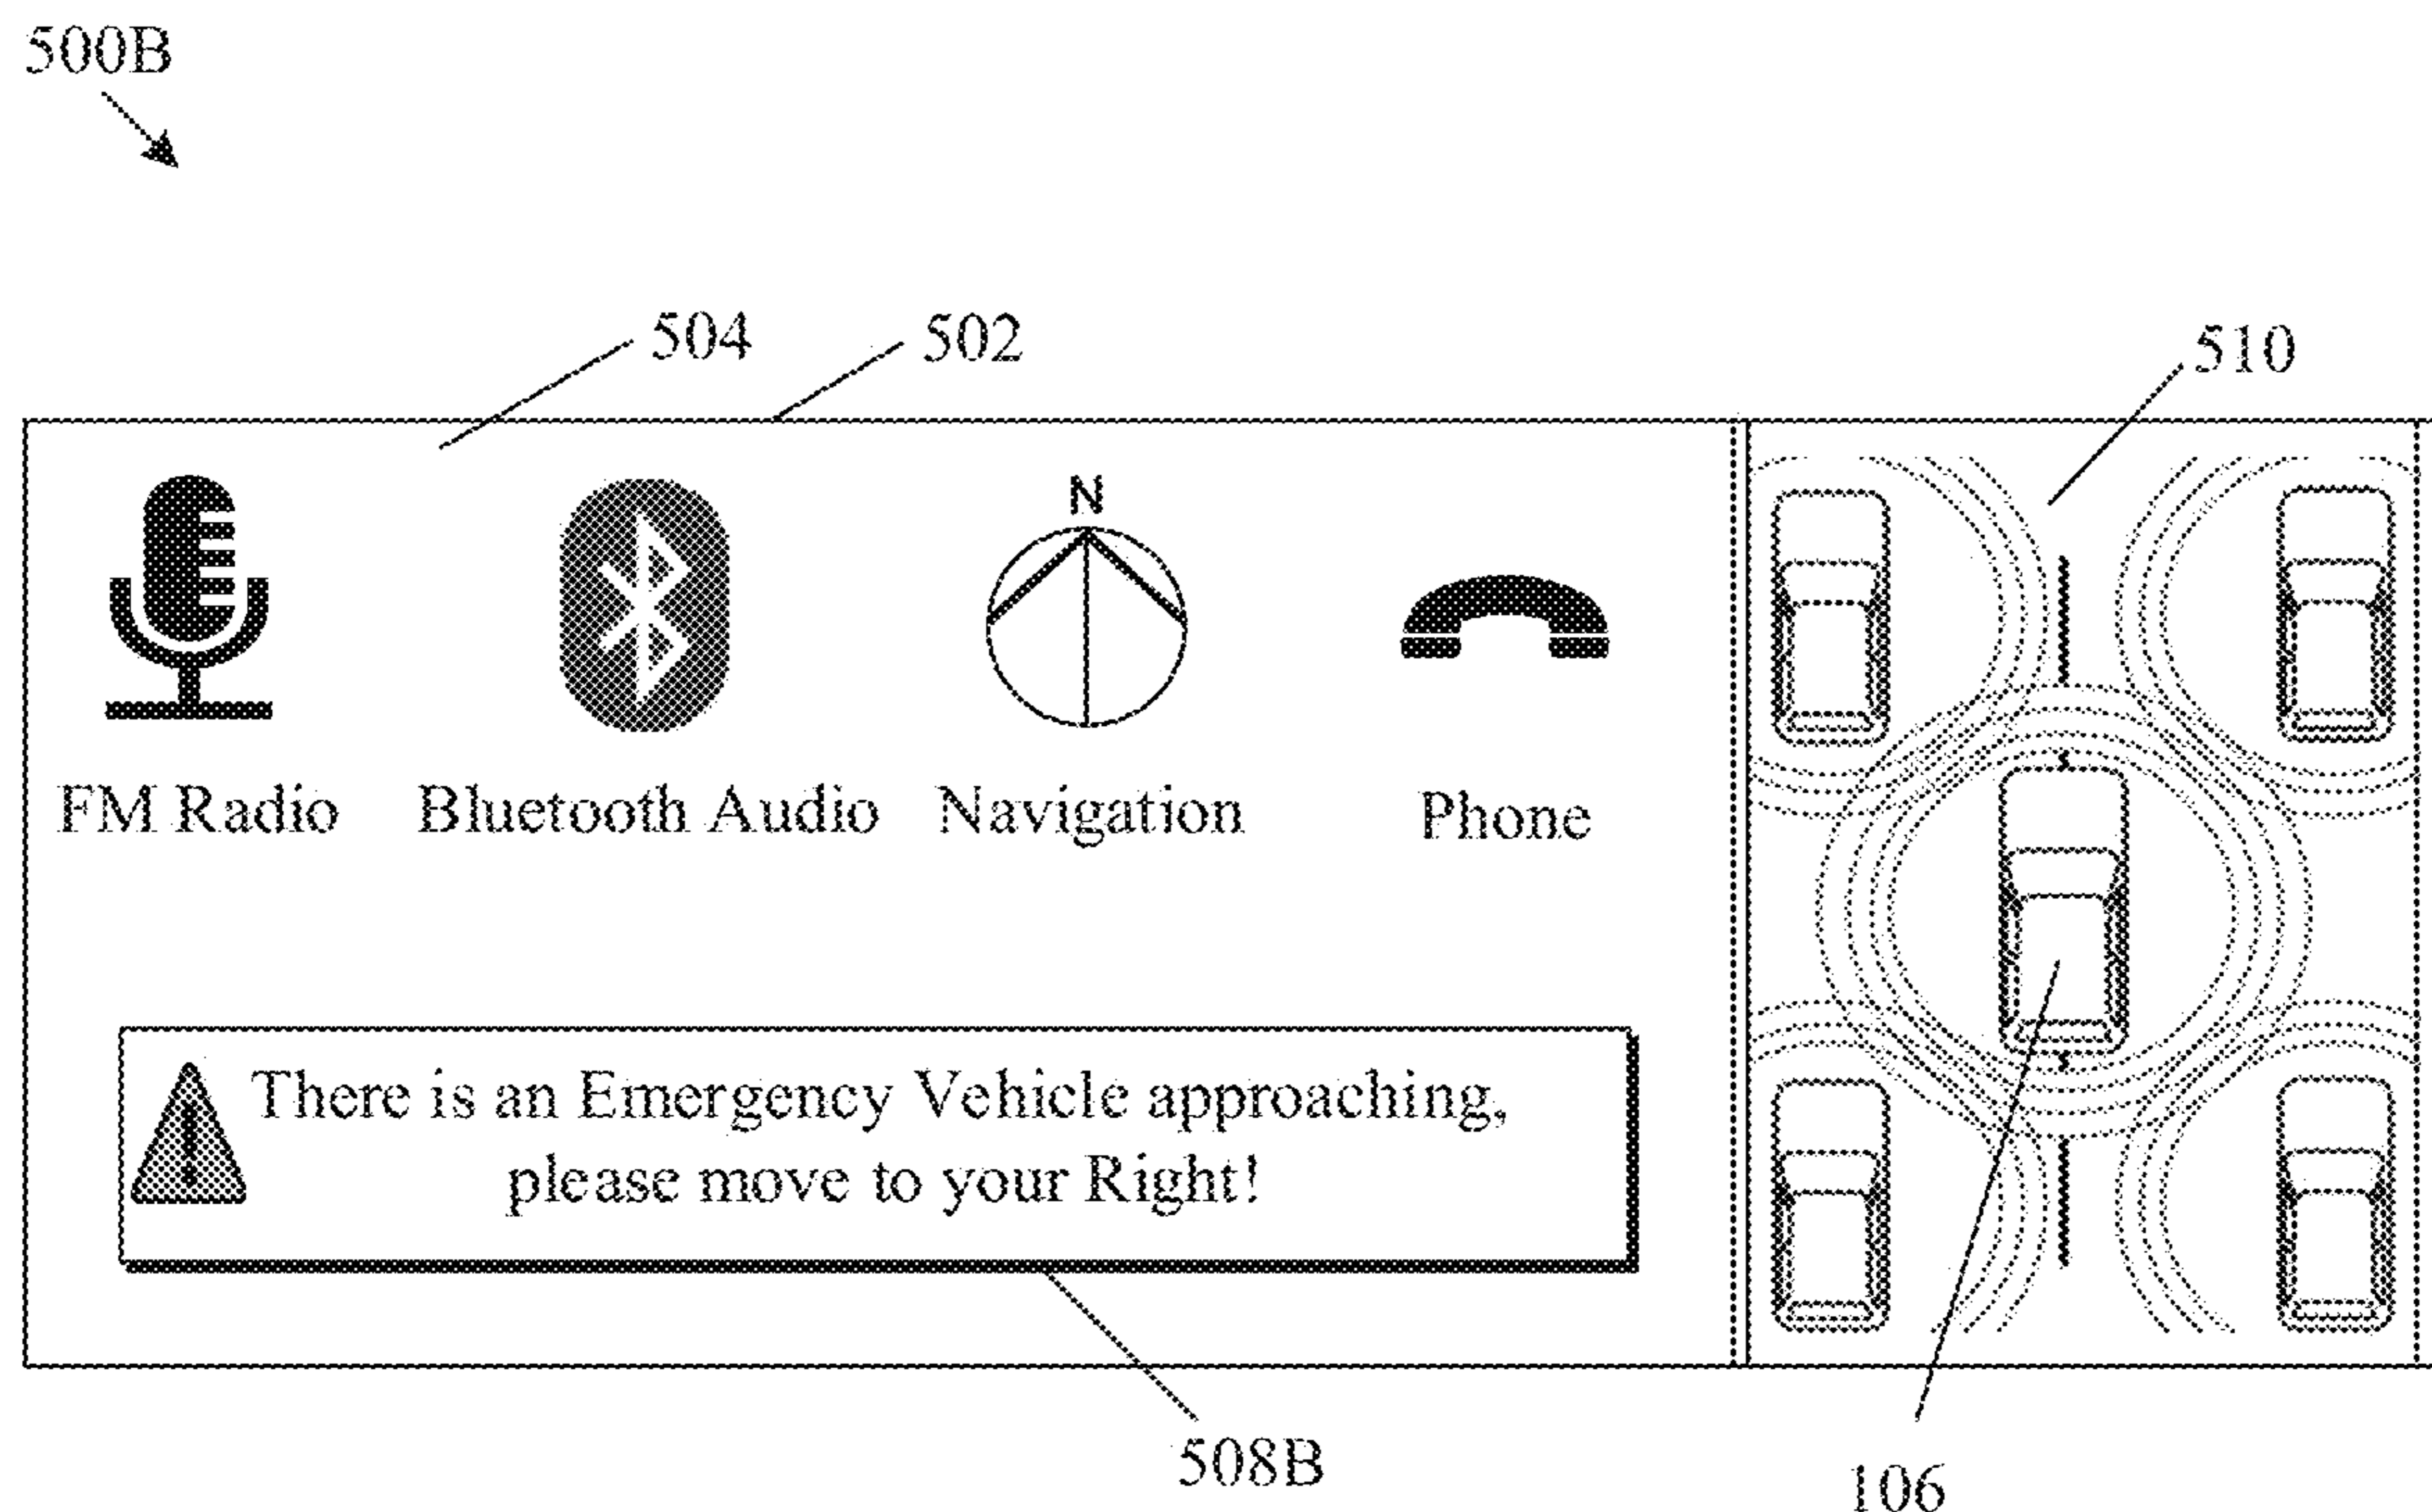 500B
504
502
510
N
FM Radio
Bluetooth Audio
Navigation
Phone
There is an Emergency Vehicle approaching,
please move to your Right!
508B
106